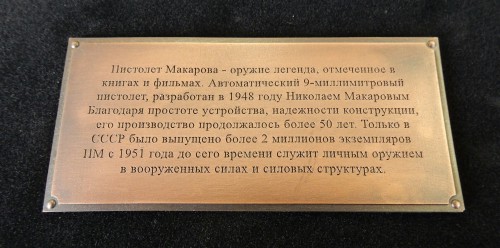 Пистолет Макарова - оружие легенда, отмеченное в
книгах и фильмах. Автоматический 9-миллимитровый
пистолет, разработан в 1948 году Николаем Макаровым
Благодаря простоте устройства, надежности конструкции,
его производство продолжалось более 50 лет. Только в
СССР было выпущено более 2 миллионов экземпляров
ПМ с 1951 года до сего времени служит личным оружием
в вооруженных силах и силовых структурах.